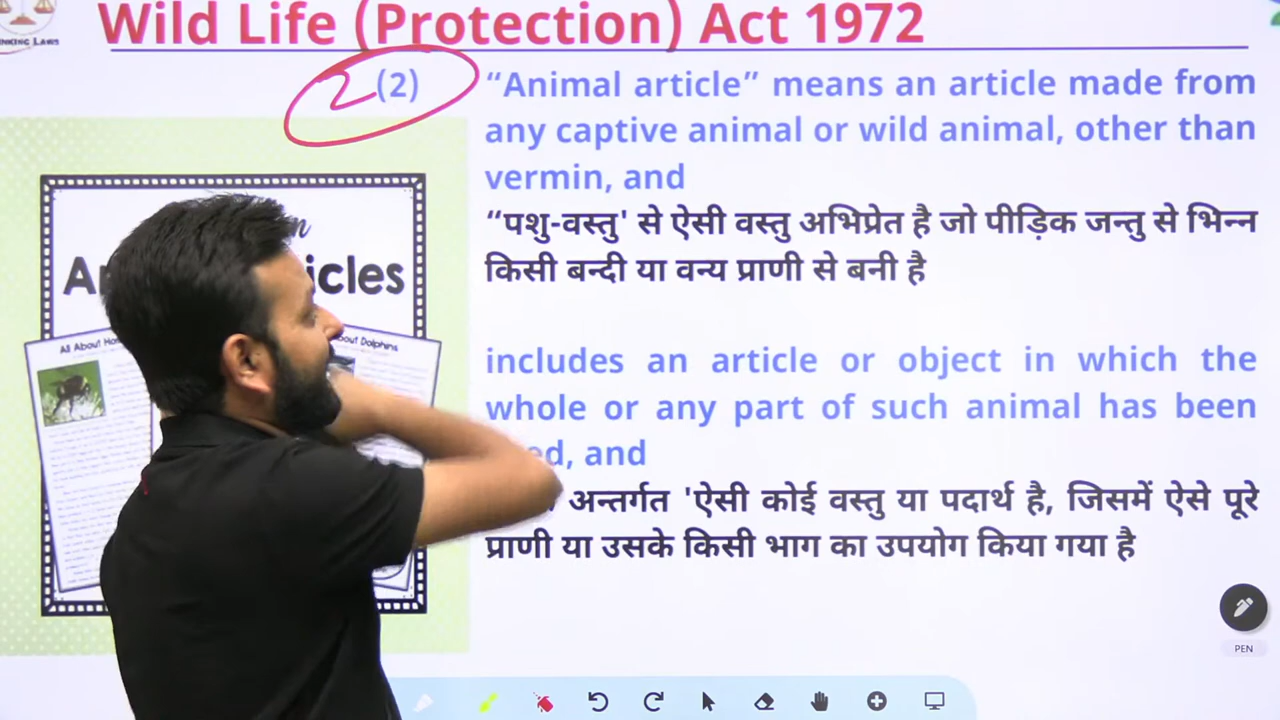 Wild Life (Protection) Act 1972
LAWS
2 (2)
“Animal article” means an article made from
any captive animal or wild animal, other than
vermin, and
“पशु-वस्तु' से ऐसी वस्तु अभिप्रेत है जो पीड़िक जन्तु से भिन्न
किसी बन्दी या वन्य प्राणी से बनी है
includes an article or object in which the
whole or any part of such animal has been
and
अन्तर्गत 'ऐसी कोई वस्तु या पदार्थ है, जिसमें ऐसे पूरे
प्राणी या उसके किसी भाग का उपयोग किया गया है
All About
Dolphins
PEN